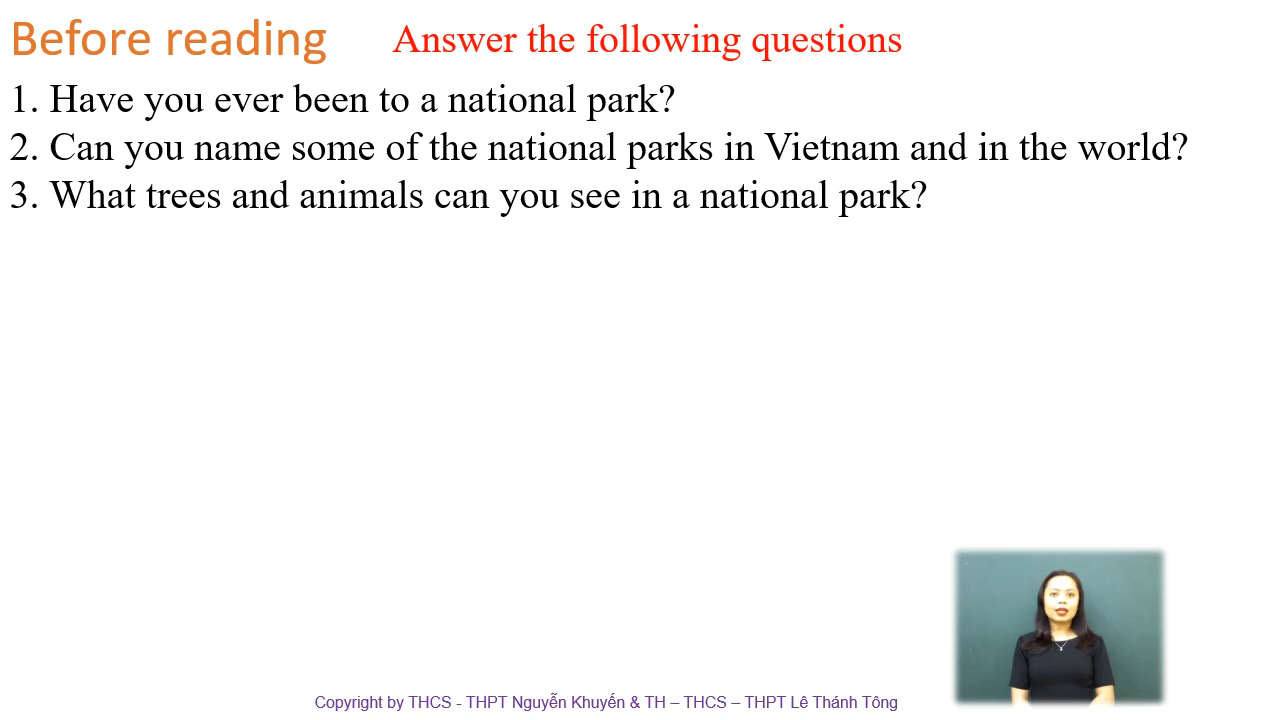 Before reading
Answer the following questions
1. Have you ever been to a national park?
2. Can you name some of the national parks in Vietnam and in the world?
3. What trees and animals can you see in a national park?
Copyright by THCS - THPT Nguyễn Khuyến & TH – THCS – THPT Lê Thánh Tông